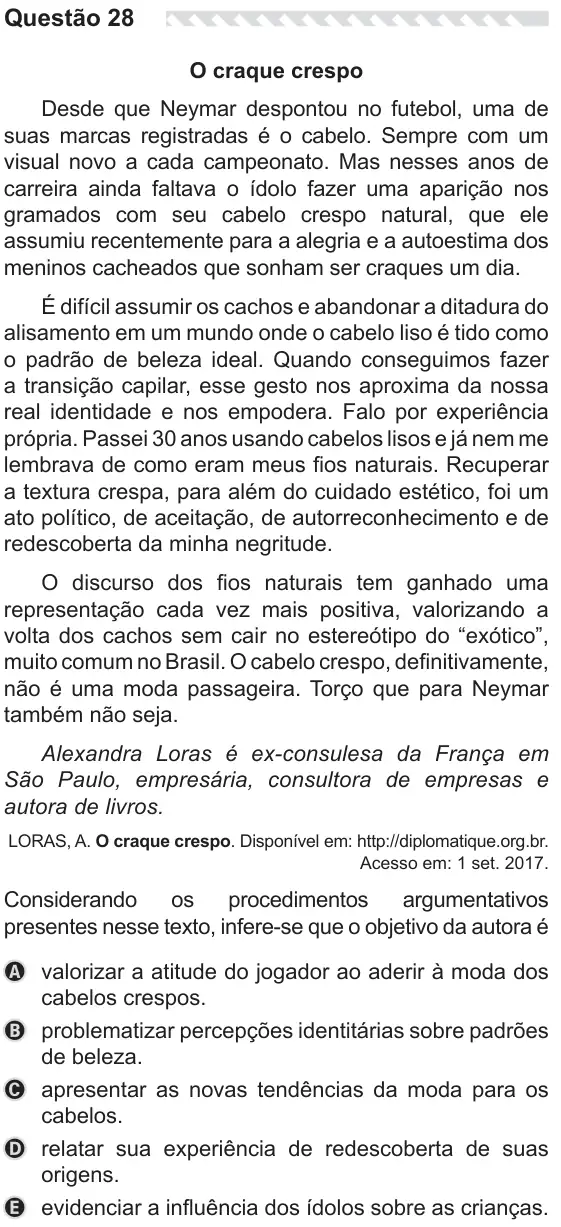 Questão 28
O craque crespo
Desde que Neymar despontou no futebol, uma de
suas marcas registradas é o cabelo. Sempre com um
visual novo a cada campeonato. Mas nesses anos de
carreira ainda faltava o ídolo fazer uma aparição nos
gramados com seu cabelo crespo natural, que ele
assumiu recentemente para a alegria e a autoestima dos
meninos cacheados que sonham ser craques um dia.
É difícil assumir os cachos e abandonar a ditadura do
alisamento em um mundo onde o cabelo liso é tido como
o padrão de beleza ideal. Quando conseguimos fazer
a transição capilar, esse gesto nos aproxima da nossa
real identidade e nos empodera. Falo por experiência
própria. Passei 30 anos usando cabelos lisos e já nem me
lembrava de como eram meus fios naturais. Recuperar
a textura crespa, para além do cuidado estético, foi um
ato político, de aceitação, de autorreconhecimento e de
redescoberta da minha negritude.
O discurso dos fios naturais tem ganhado uma
representação cada vez mais positiva, valorizando a
volta dos cachos sem cair no estereótipo do “exótico”,
muito comum no Brasil. O cabelo crespo, definitivamente,
não é uma moda passageira. Torço que para Neymar
também não seja.
Alexandra Loras é ex-consulesa da França em
São Paulo, empresária, consultora de empresas e
autora de livros.
LORAS, A. O craque crespo. Disponível em: http://diplomatique.org.br.
Acesso em: 1 set. 2017.
Considerando os procedimentos argumentativos
presentes nesse texto, infere-se que o objetivo da autora é
A valorizar a atitude do jogador ao aderir à moda dos
cabelos crespos.
B problematizar percepções identitárias sobre padrões
de beleza.
C apresentar as novas tendências da moda para os
cabelos.
D relatar sua experiência de redescoberta de suas
origens.
E evidenciar a influência dos ídolos sobre as crianças.